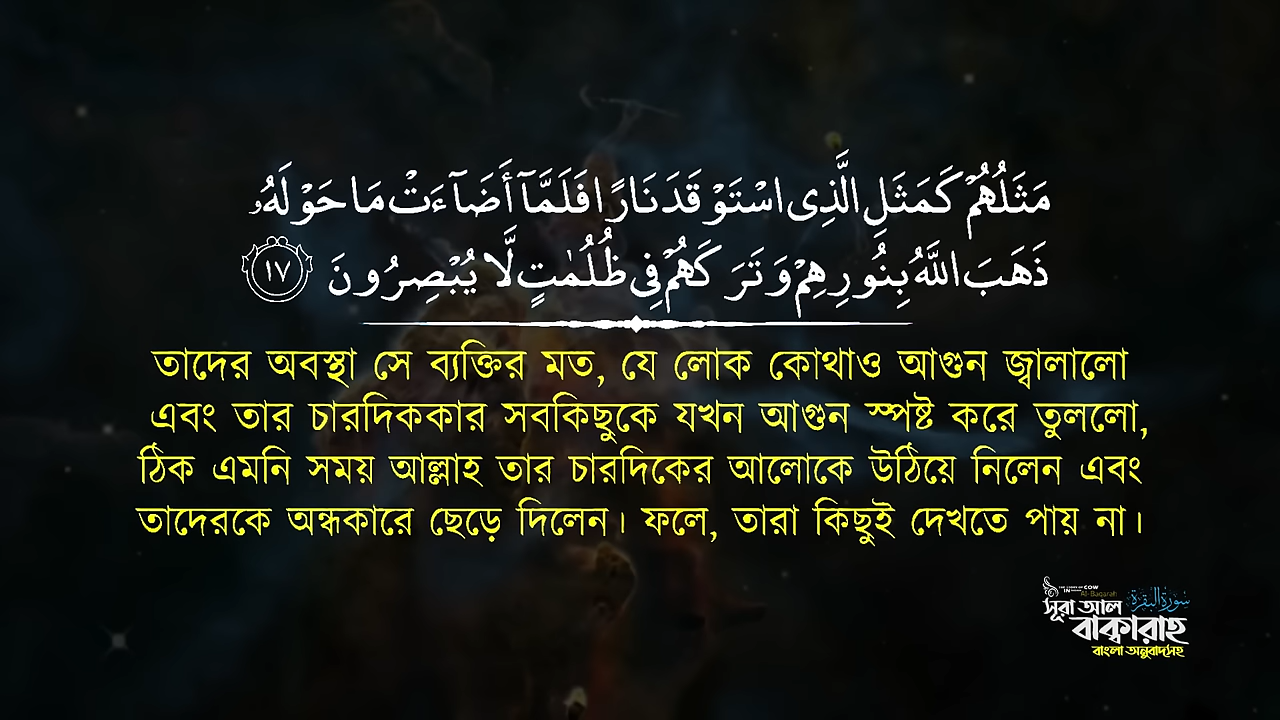 مَثَلُهُمْ كَمَثَلِ الَّذِى اسْتَوْقَدَ نَارًا فَلَمَّآ أَضَآءَتْ مَا حَوْلَهُۥ
ذَهَبَ اللَّهُ بِنُورِهِمْ وَتَرَكَهُمْ فِى ظُلُمٰتٍ لَّا يُبْصِرُونَ ١٧
তাদের অবস্থা সে ব্যক্তির মত, যে লোক কোথাও আগুন জ্বালালো
এবং তার চারদিককার সবকিছুকে যখন আগুন স্পষ্ট করে তুললো,
ঠিক এমনি সময় আল্লাহ তার চারদিকের আলোকে উঠিয়ে নিলেন এবং
তাদেরকে অন্ধকারে ছেড়ে দিলেন। ফলে, তারা কিছুই দেখতে পায় না।
Al-Baqarah
سورة البقرة
সূরা আল
বাক্বারাহ
বাংলা অনুবাদসহ